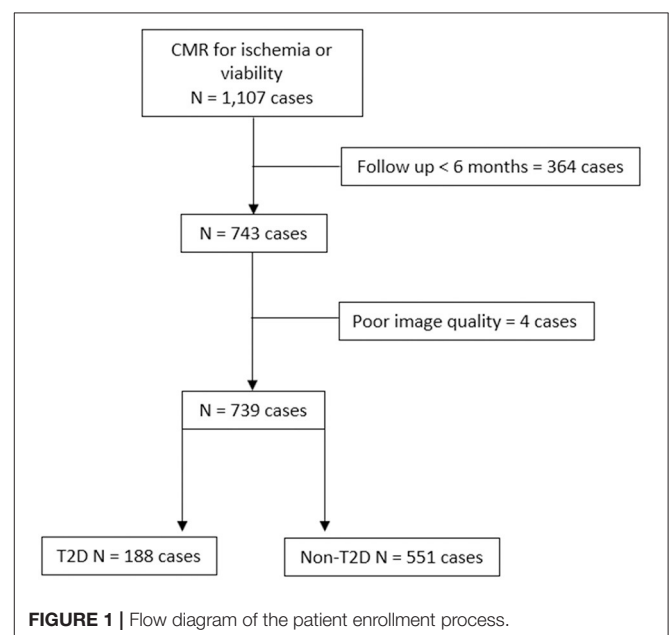 CMR for ischemia or
viability
N = 1,107 cases
Follow up < 6 months = 364 cases
N = 743 cases
Poor image quality = 4 cases
N = 739 cases
T2D N = 188 cases
Non-T2D N = 551 cases
FIGURE 1 | Flow diagram of the patient enrollment process.